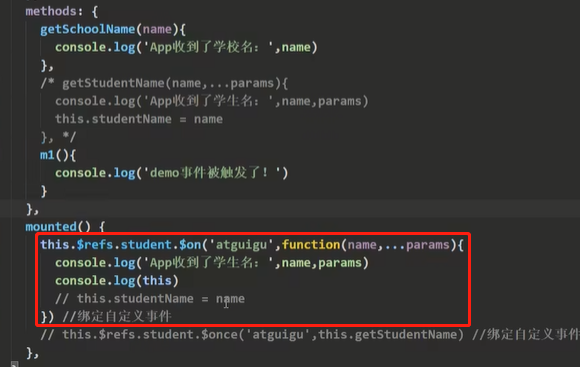 methods: {
getSchoolName(name){
console.log('App收到了学校名：',name)
},
/* getStudentName(name,...params){
console.log('App收到了学生名：',name,params)
this.studentName = name
}, */
m1(){
console.log('demo事件被触发了！')
}
},
mounted() {
this.$refs.student.$on('atguigu',function(name,...params){
console.log('App收到了学生名：',name,params)
console.log(this)
// this.studentName = name
}) //绑定自定义事件
// this.$refs.student.$once('atguigu',this.getStudentName) //绑定自定义事件
},